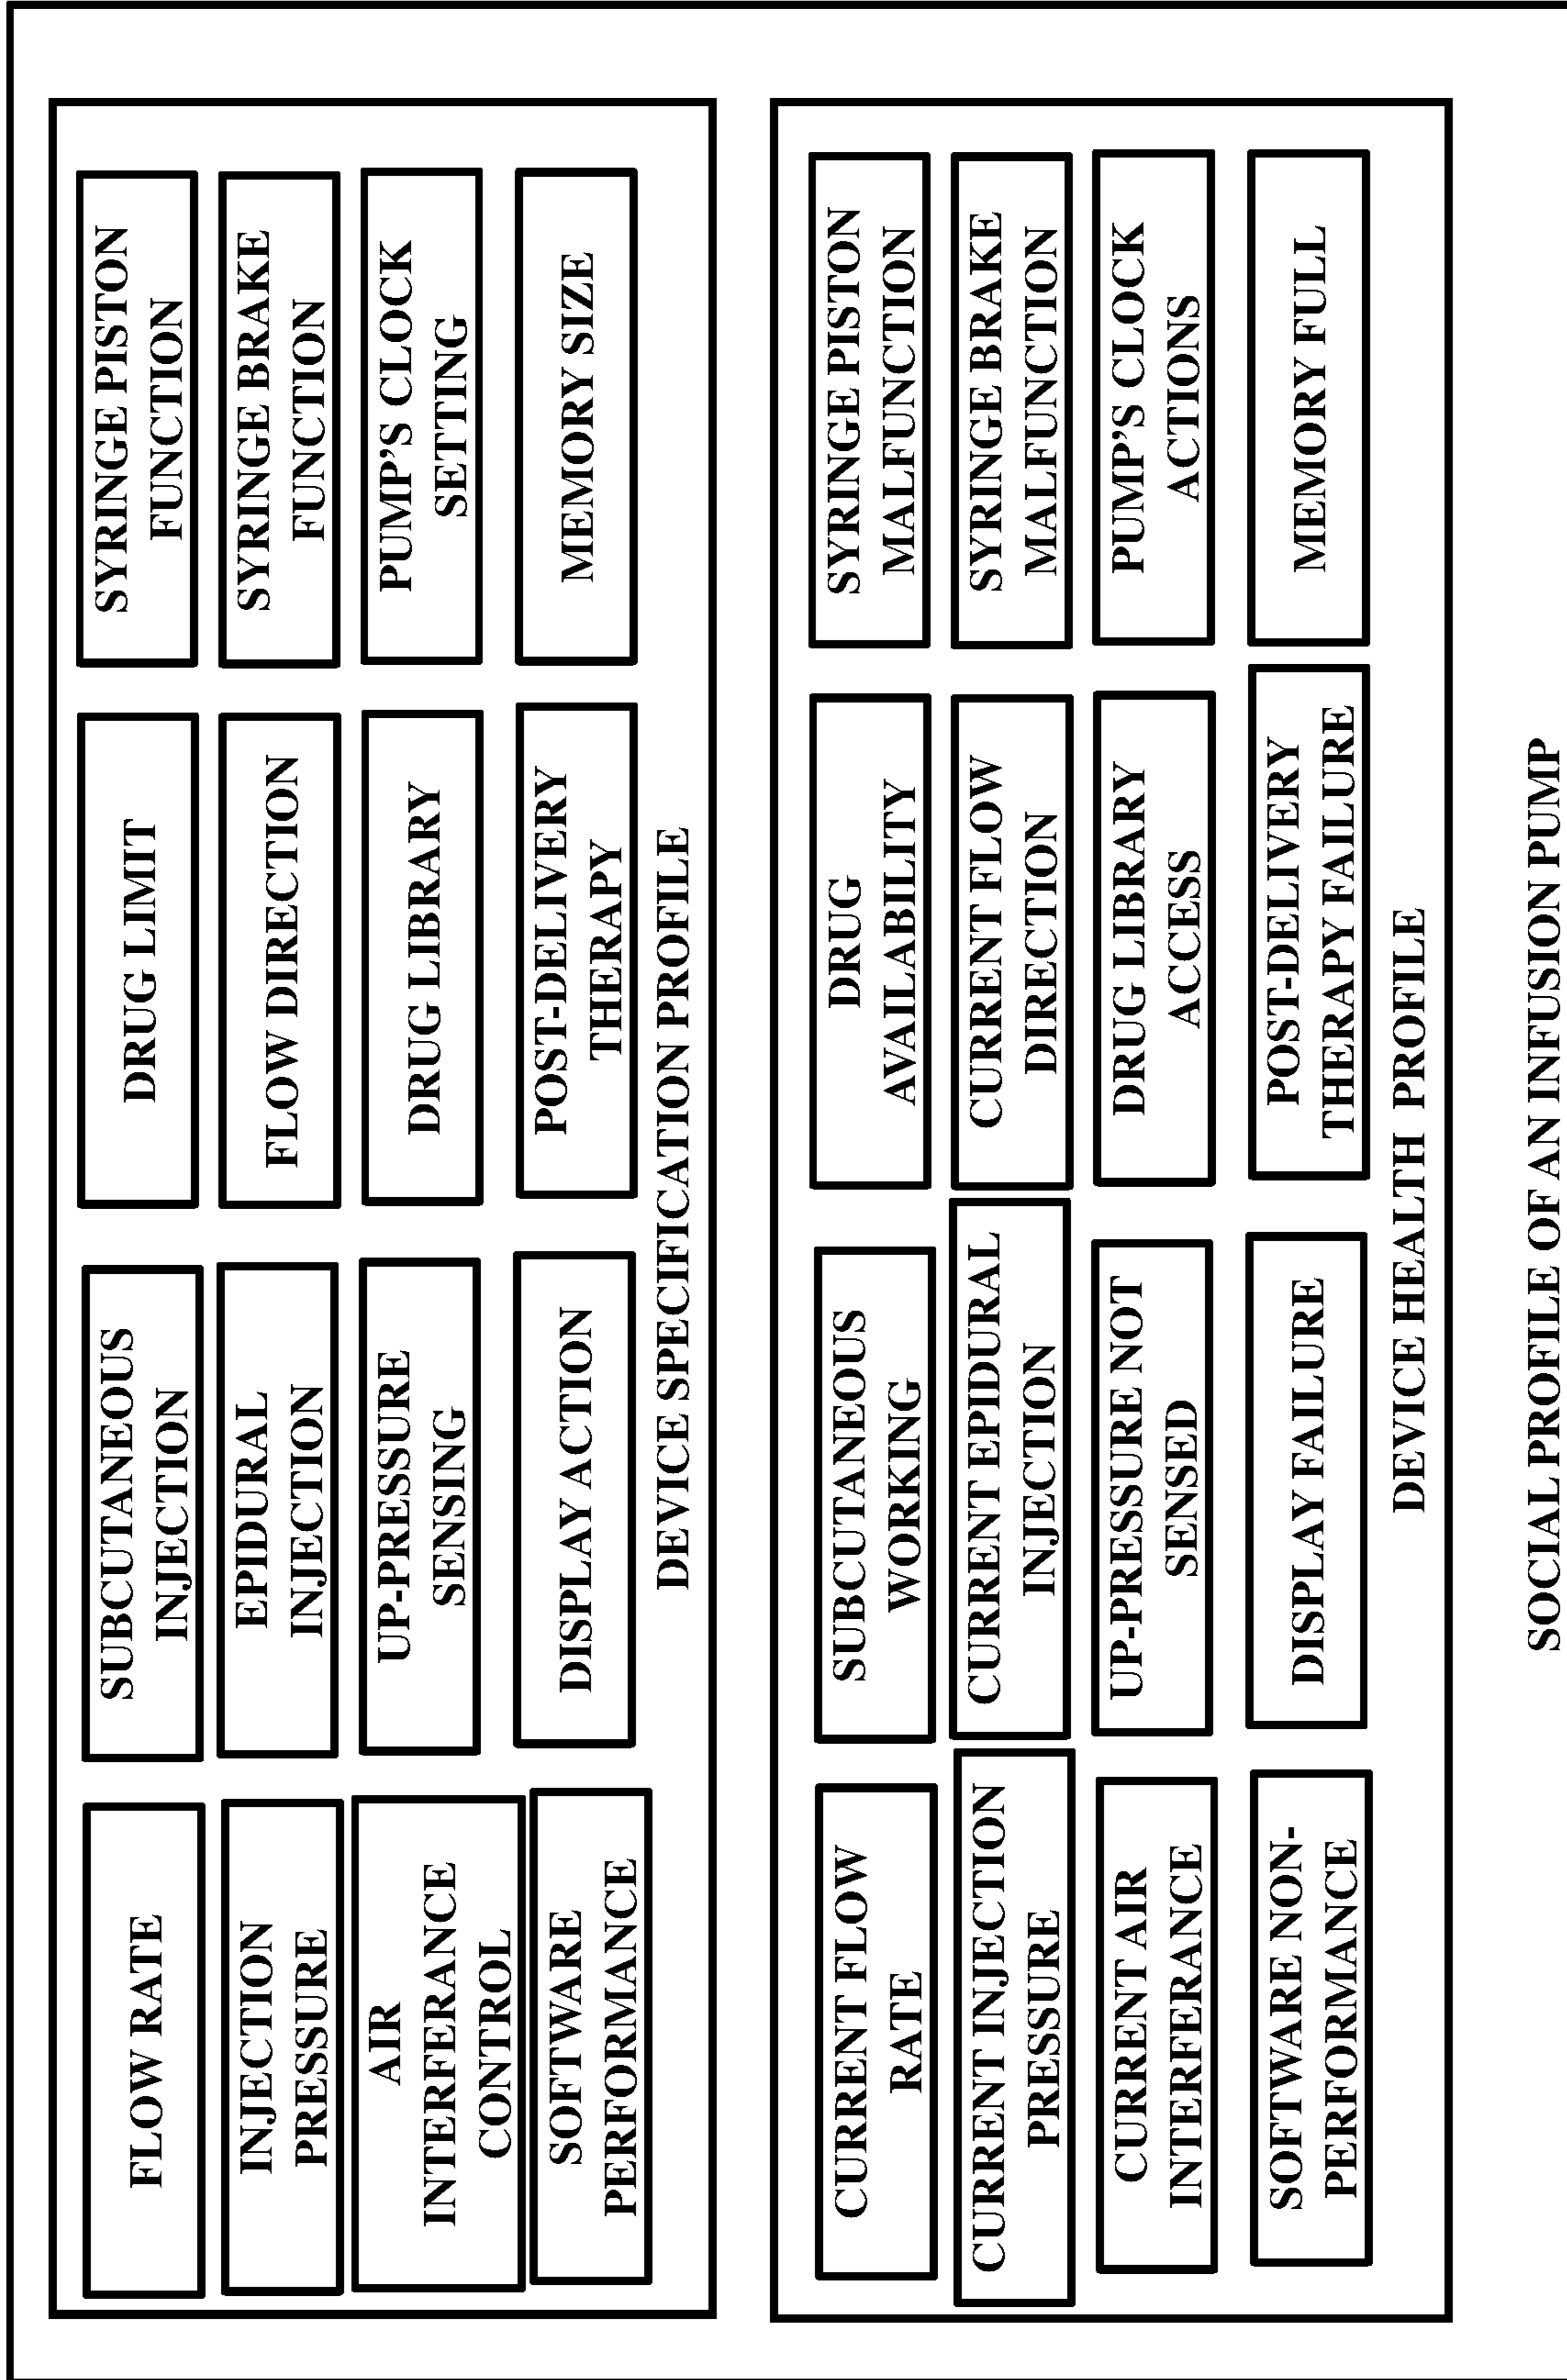 FLOW RATE
SUBCUTANEOUS
INJECTION
DRUG LIMIT
SYRINGE PISTON
FUNCTION
INJECTION
PRESSURE
EPIDURAL
INJECTION
FLOW DIRECTION
SYRINGE BRAKE
FUNCTION
AIR
INTERFERANCE
CONTROL
UP-PRESSURE
SENSING
DRUG LIBRARY
PUMP'S CLOCK
SETTING
SOFTWARE
PERFORMANCE
DISPLAY ACTION
POST-DELIVERY
THERAPY
MEMORY SIZE
DEVICE SPECIFICATION PROFILE
CURRENT FLOW
RATE
SUBCUTANEOUS
WORKING
DRUG
AVAILABILITY
SYRINGE PISTON
MALFUNCTION
CURRENT INJECTION
PRESSURE
CURRENT EPIDURAL
INJECTION
CURRENT FLOW
DIRECTION
SYRINGE BRAKE
MALFUNCTION
CURRENT AIR
INTERFERANCE
UP-PRESSURE NOT
SENSED
DRUG LIBRARY
ACCESS
PUMP'S CLOCK
ACTIONS
SOFTWARE NON-
PERFORMANCE
DISPLAY FAILURE
POST-DELIVERY
THERAPY FAILURE
MEMORY FULL
DEVICE HEALTH PROFILE
SOCIAL PROFILE OF AN INFUSION PUMP